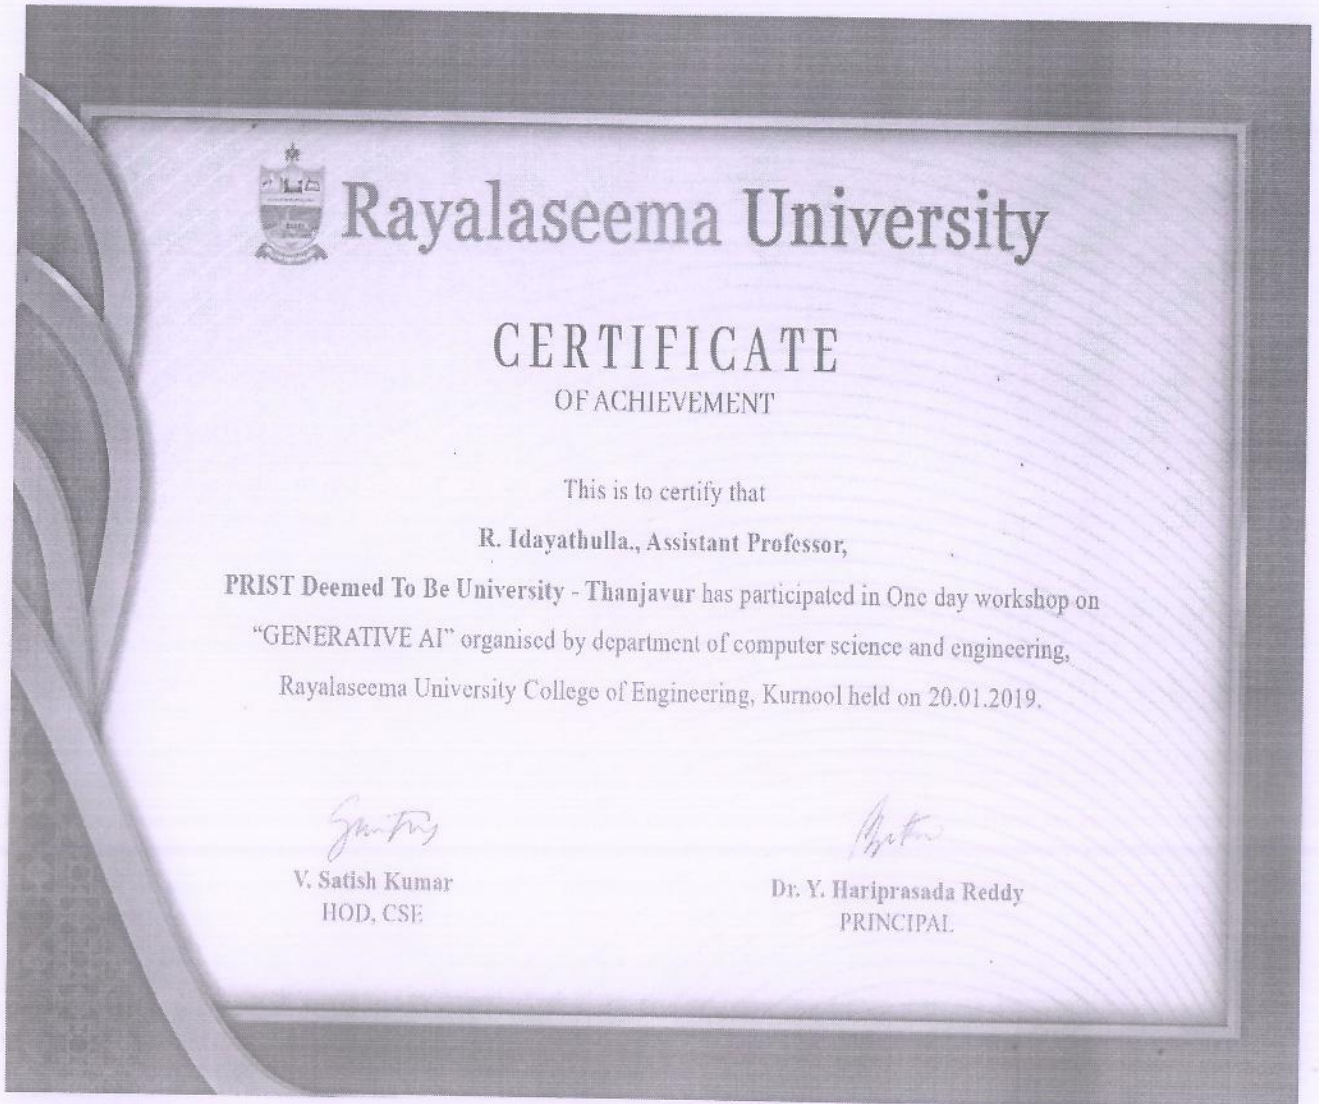 Rayalaseema University
CERTIFICATE
OF ACHIEVEMENT
This is to certify that
R. Idayathulla., Assistant Professor,
PRIST Deemed To Be University - Thanjavur has participated in One day workshop on
“GENERATIVE AI” organised by department of computer science and engineering,
Rayalaseema University College of Engineering, Kurnool held on 20.01.2019.
V. Satish Kumar
HOD, CSE
Dr. Y. Hariprasada Reddy
PRINCIPAL